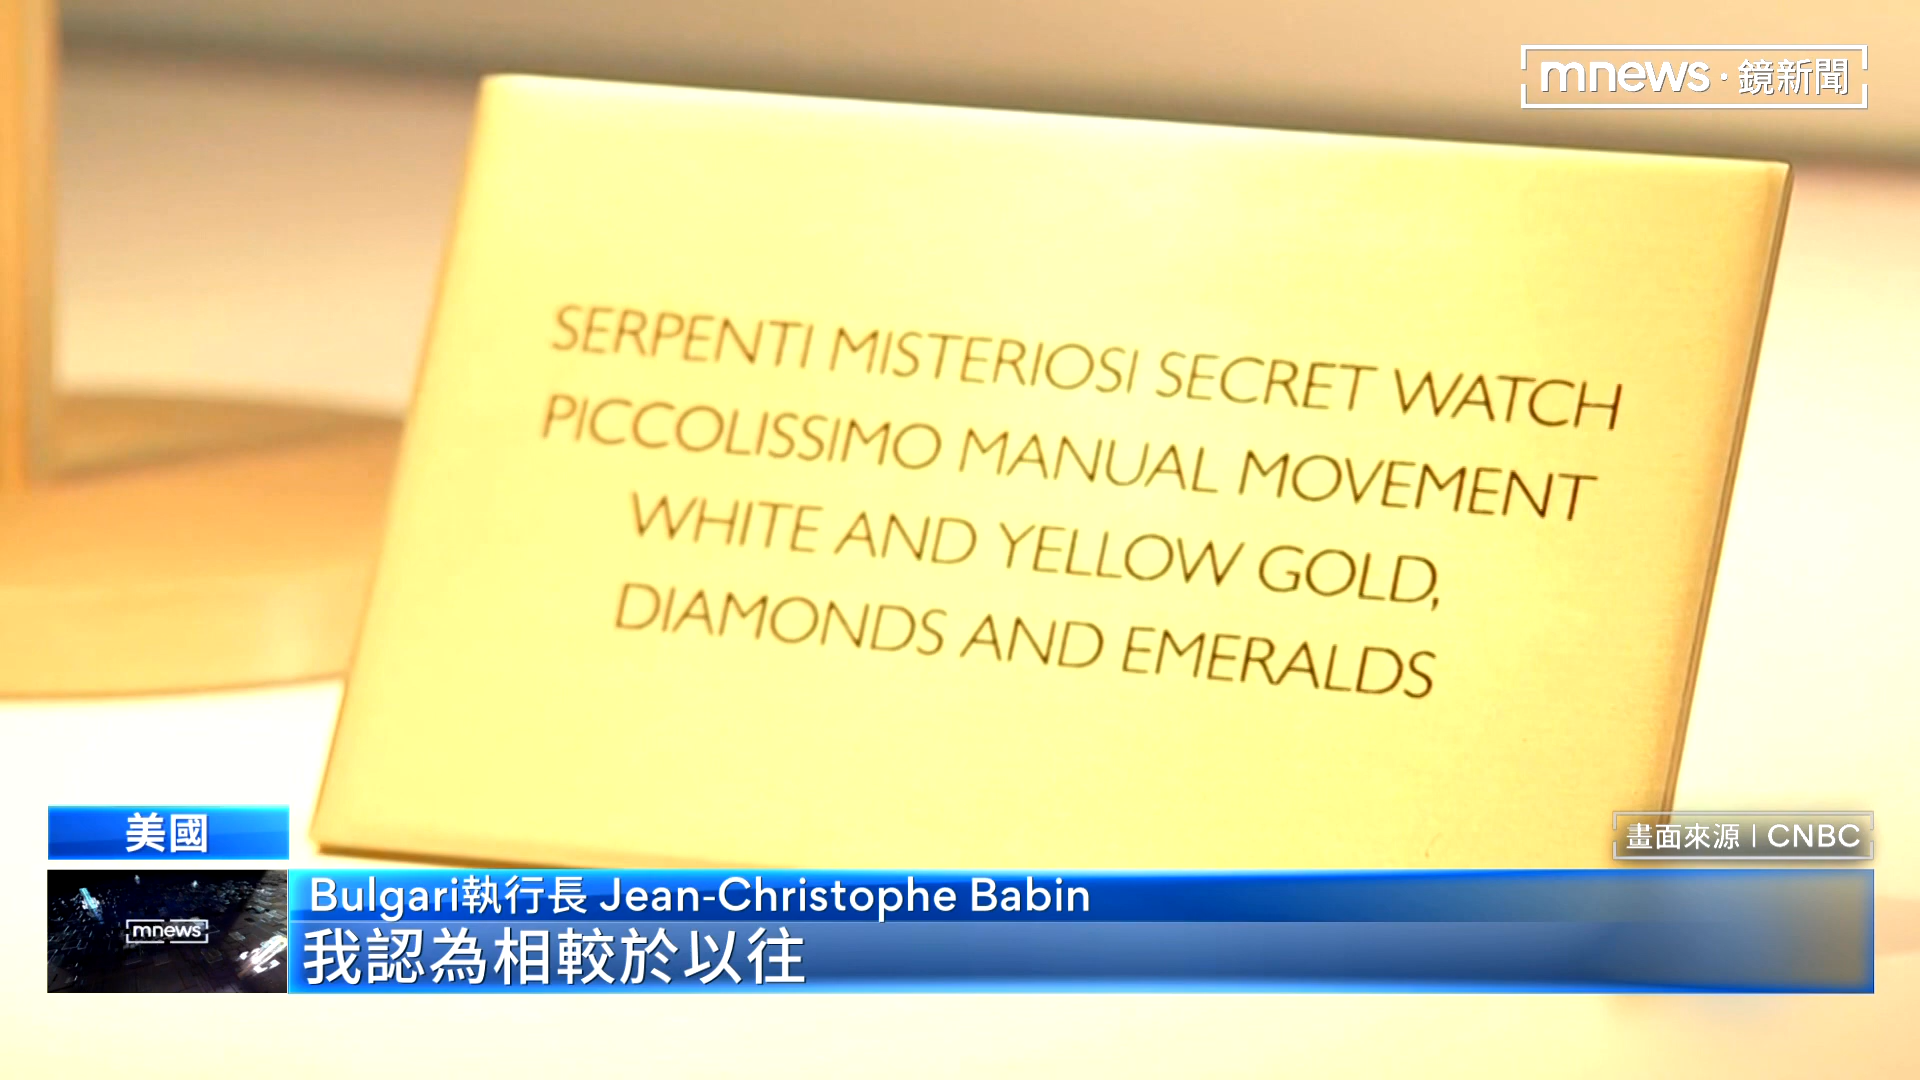 mnews·鏡新聞
SERPENTI MISTERIOSI SECRET WATCH
PICCOLISSIMO MANUAL MOVEMENT
WHITE AND YELLOW GOLD,
DIAMONDS AND EMERALDS
美國
畫面來源 | CNBC
mnews
Bulgari執行長 Jean-Christophe Babin
我認為相較於以往